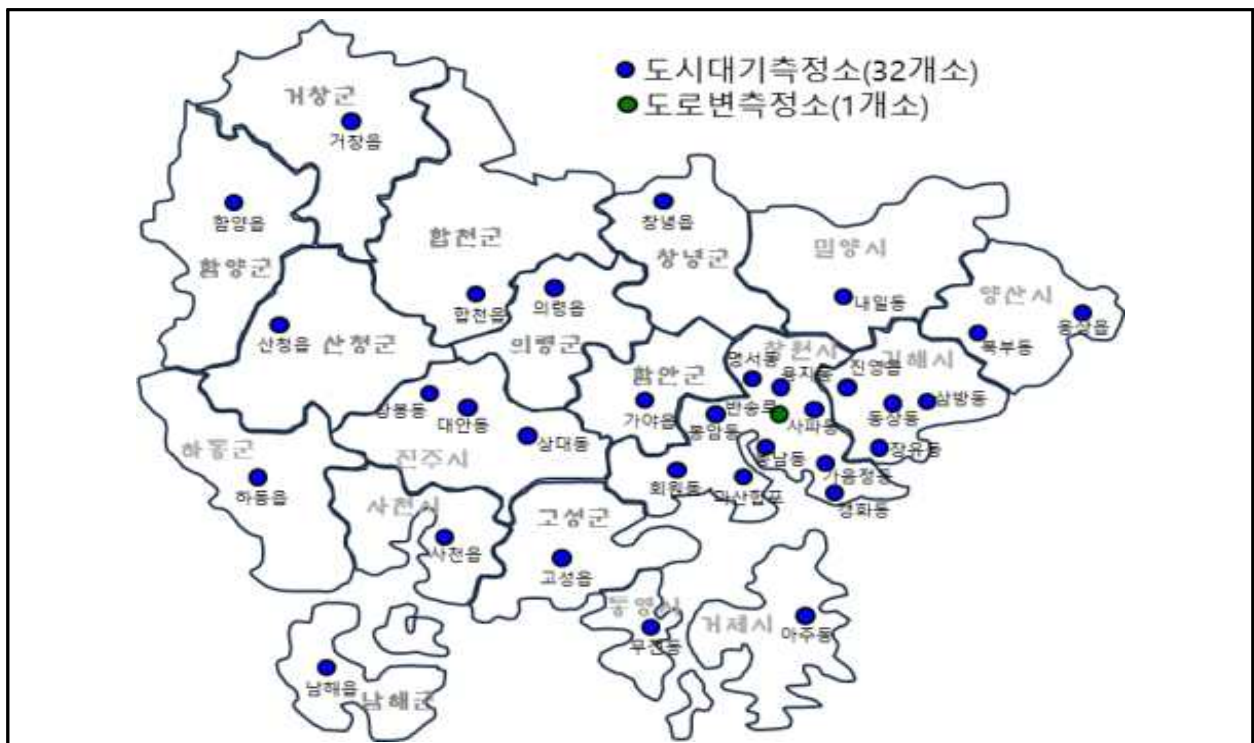 도시대기측정소(32개소)
도로변측정소(1개소)
거창군
거창읍
함양읍
함양군
합천군
합천읍
창녕읍
창녕군
밀양시
내일동
양산시
웅상읍
북부동
산청읍
산청군
의령읍
의령군
함안군
가야읍
창원시
명서동
용지동
반송로
봉암동
사파동
가음정동
경화동
회원동
김해시
진영읍
동상동
삼방동
장유동
대안동
상대동
진주시
하동군
하동읍
사천시
사천읍
고성군
고성읍
통영시
무전동
거제시
아주동
남해읍
남해군